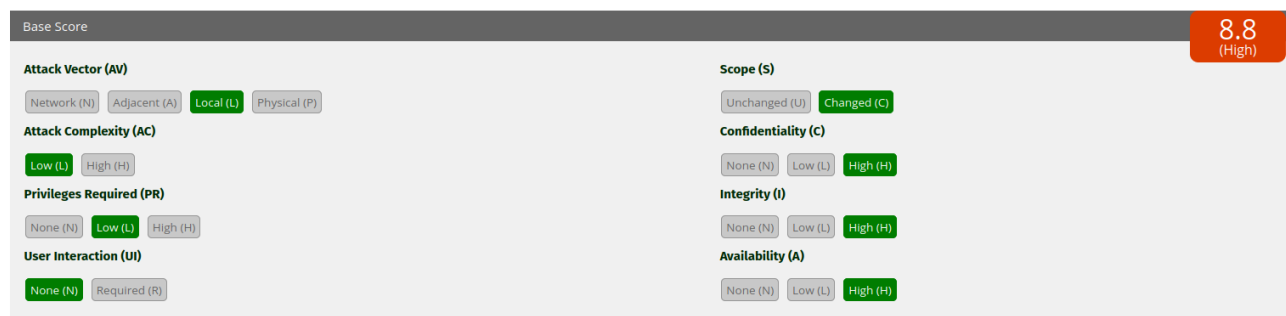 Base Score
8.8
(High)
Attack Vector (AV)
Network (N) Adjacent (A) Local (L) Physical (P)
Attack Complexity (AC)
Low (L) High (H)
Privileges Required (PR)
None (N) Low (L) High (H)
User Interaction (UI)
None (N) Required (R)
Scope (S)
Unchanged (U) Changed (C)
Confidentiality (C)
None (N) Low (L) High (H)
Integrity (I)
None (N) Low (L) High (H)
Availability (A)
None (N) Low (L) High (H)